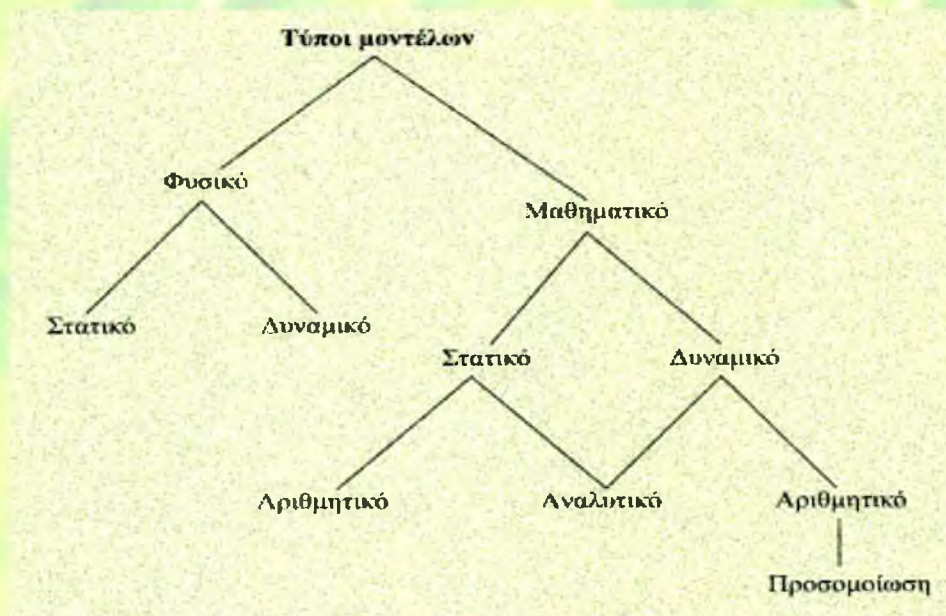 Τύποι μοντέλων
Φυσικό
Μαθηματικό
Στατικό
Δυναμικό
Στατικό
Δυναμικό
Αριθμητικό
Αναλυτικό
Αριθμητικό
Προσομοίωση